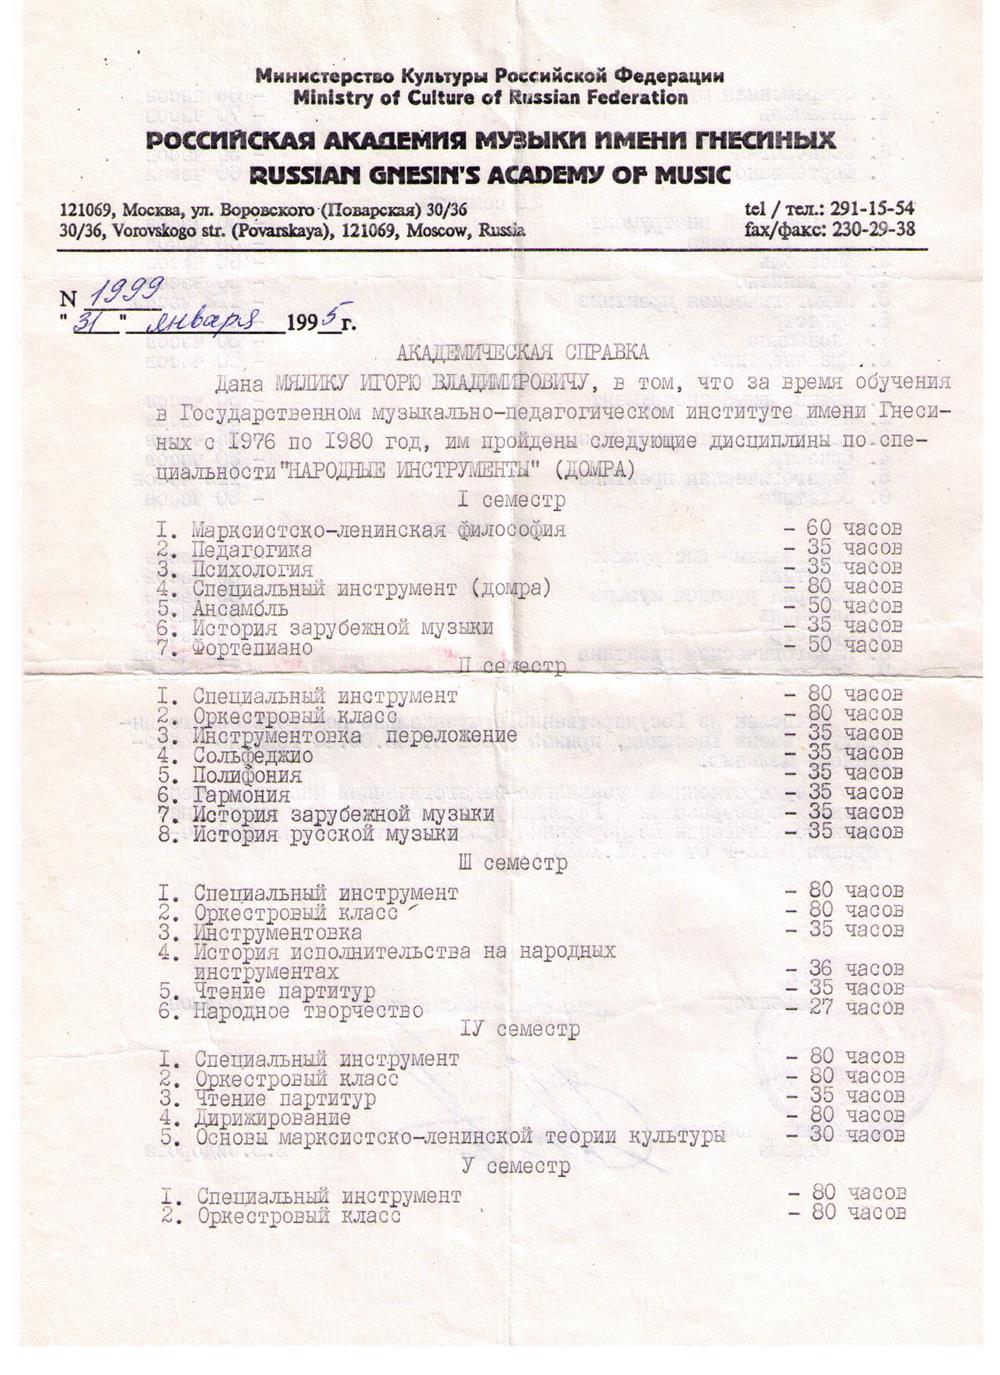 Министерство Культуры Российской Федерации
Ministry of Culture of Russian Federation
РОССИЙСКАЯ АКАДЕМИЯ МУЗЫКИ ИМЕНИ ГНЕСИНЫХ
RUSSIAN GNESIN'S ACADEMY OF MUSIC
121069, Москва, ул. Воровского (Поварская) 30/36 tel / тел.: 291-15-54
30/36, Vorovskogo str. (Povarskaya), 121069, Moscow, Russia fax/факс: 230-29-38
N 1999
"31" января 1995 г.
АКАДЕМИЧЕСКАЯ СПРАВКА
Дана МЯЛИКУ ИГОРЮ ВЛАДИМИРОВИЧУ, в том, что за время обучения
в Государственном музыкально-педагогическом институте имени Гнеси-
ных с 1976 по 1980 год, им пройдены следующие дисциплины по спе-
циальности "НАРОДНЫЕ ИНСТРУМЕНТЫ" (ДОМРА)
I семестр
1. Марксистско-ленинская философия - 60 часов
2. Педагогика - 35 часов
3. Психология - 35 часов
4. Специальный инструмент (домра) - 80 часов
5. Ансамбль - 50 часов
6. История зарубежной музыки - 35 часов
7. Фортепиано - 50 часов
П семестр
1. Специальный инструмент - 80 часов
2. Оркестровый класс - 80 часов
3. Инструментовка переложение - 35 часов
4. Сольфеджио - 35 часов
5. Полифония - 35 часов
6. Гармония - 35 часов
7. История зарубежной музыки - 35 часов
8. История русской музыки - 35 часов
Ш семестр
1. Специальный инструмент - 80 часов
2. Оркестровый класс - 80 часов
3. Инструментовка - 35 часов
4. История исполнительства на народных
инструментах - 36 часов
5. Чтение партитур - 35 часов
6. Народное творчество - 27 часов
IУ семестр
1. Специальный инструмент - 80 часов
2. Оркестровый класс - 80 часов
3. Чтение партитур - 35 часов
4. Дирижирование - 80 часов
5. Основы марксистско-ленинской теории культуры - 30 часов
У семестр
1. Специальный инструмент - 80 часов
2. Оркестровый класс - 80 часов